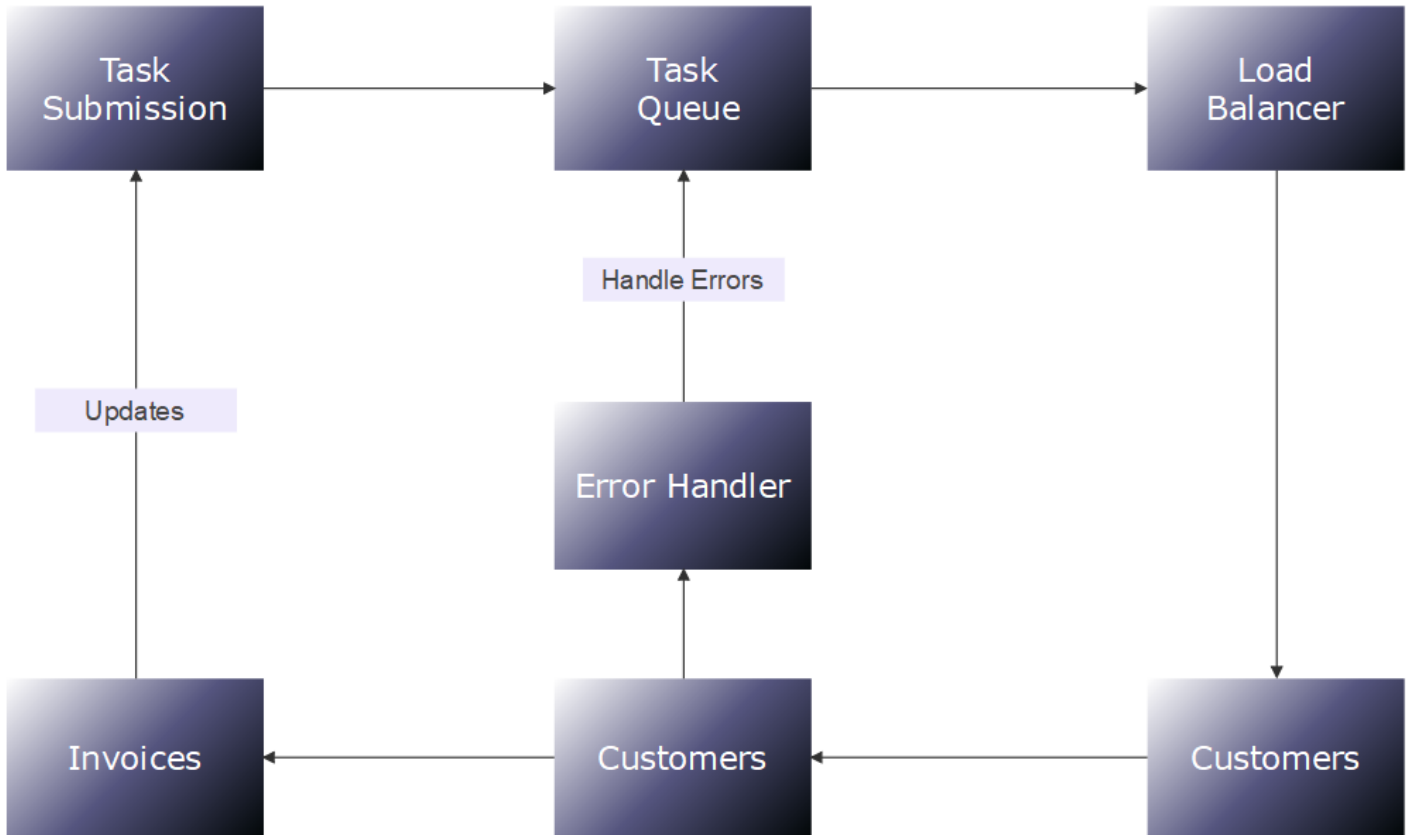 Task
Submission
Task
Queue
Load
Balancer
Handle Errors
Updates
Error Handler
Invoices
Customers
Customers